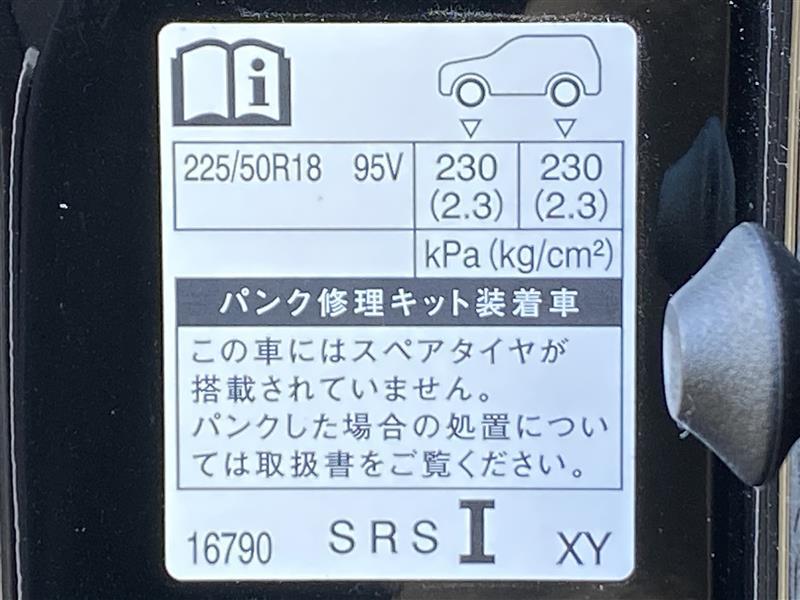 i
225/50R18 95V 230 230
(2.3) (2.3)
kPa (kg/cm²)
パンク修理キット装着車
この車にはスペアタイヤが
搭載されていません。
パンクした場合の処置につい
ては取扱書をご覧ください。
16790 SRS I XY